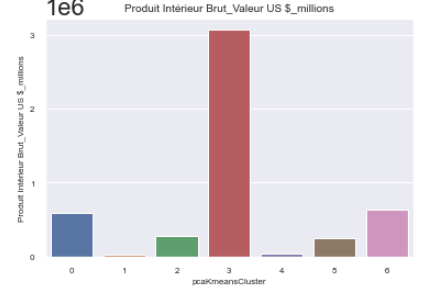 1e6
Produit Intérieur Brut_Valeur US $_millions
Produit Intérieur Brut_Valeur US $_millions
3
2
1
0
0 1 2 3 4 5 6
pcaKmeansCluster